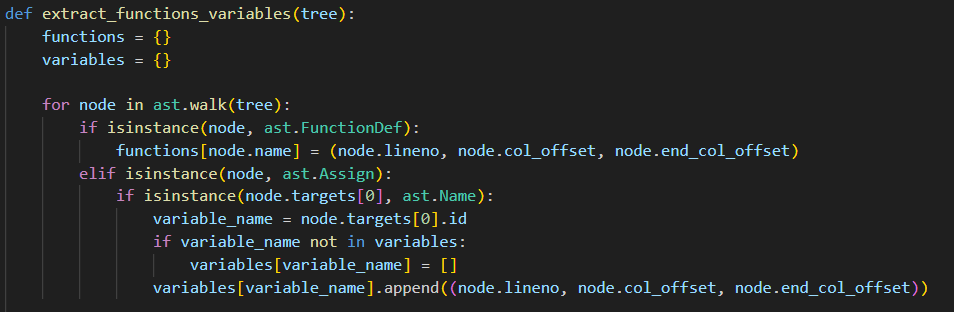 def extract_functions_variables(tree):
    functions = {}
    variables = {}

    for node in ast.walk(tree):
        if isinstance(node, ast.FunctionDef):
            functions[node.name] = (node.lineno, node.col_offset, node.end_col_offset)
        elif isinstance(node, ast.Assign):
            if isinstance(node.targets[0], ast.Name):
                variable_name = node.targets[0].id
                if variable_name not in variables:
                    variables[variable_name] = []
                variables[variable_name].append((node.lineno, node.col_offset, node.end_col_offset))